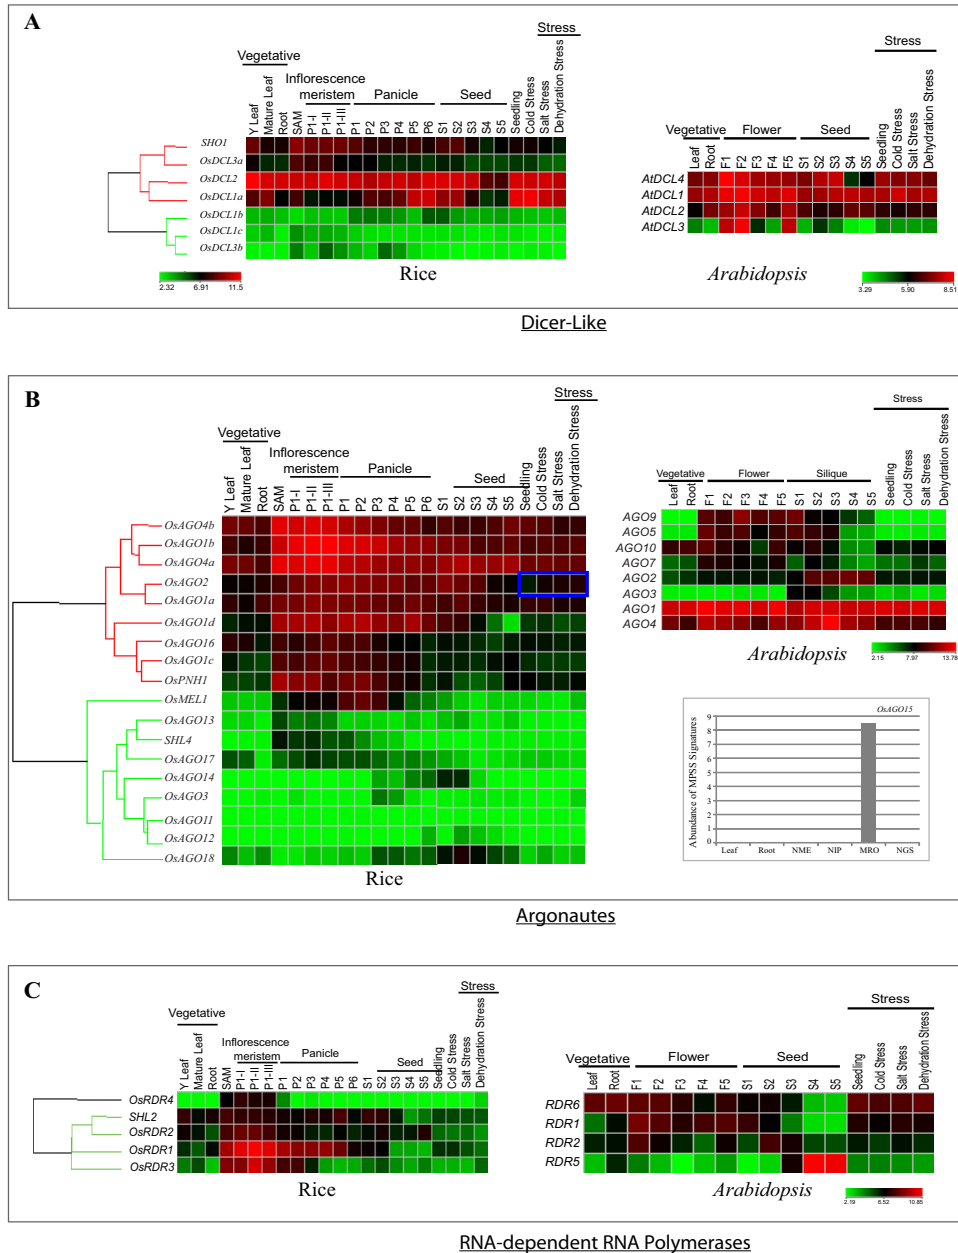 A
Stress
Vegetative
Inflorescence
meristem
Panicle
Seed
Y Leaf
Mature Leaf
Root
SAM
P1-I
P1-II
P1-III
P1
P2
P3
P4
P5
P6
S1
S2
S3
S4
S5
Seedling
Cold Stress
Salt Stress
Dehydration Stress
SHO1
OsDCL3a
OsDCL2
OsDCL1a
OsDCL1b
OsDCL1c
OsDCL3b
2.32 6.91 11.5
Rice
Stress
Vegetative
Flower
Seed
Leaf
Root
F1
F2
F3
F4
F5
S1
S2
S3
S4
S5
Seedling
Cold Stress
Salt Stress
Dehydration Stress
AtDCL4
AtDCL1
AtDCL2
AtDCL3
Arabidopsis
3.29 5.90 8.51
Dicer-Like
B
Stress
Vegetative
Inflorescence
meristem
Panicle
Seed
Y Leaf
Mature Leaf
Root
SAM
P1-I
P1-II
P1-III
P1
P2
P3
P4
P5
P6
S1
S2
S3
S4
S5
Seedling
Cold Stress
Salt Stress
Dehydration Stress
OsAGO4b
OsAGO1b
OsAGO4a
OsAGO2
OsAGO1a
OsAGO1d
OsAGO16
OsAGO1c
OsPNH1
OsMEL1
OsAGO13
SHL4
OsAGO17
OsAGO14
OsAGO3
OsAGO11
OsAGO12
OsAGO18
Rice
Stress
Vegetative
Flower
Silique
Leaf
Root
F1
F2
F3
F4
F5
S1
S2
S3
S4
S5
Seedling
Cold Stress
Salt Stress
Dehydration Stress
AGO9
AGO5
AGO10
AGO7
AGO2
AGO3
AGO1
AGO4
Arabidopsis
2.15 7.97 13.78
OsAGO15
Abundance of MPSS Signatures
9
8
7
6
5
4
3
2
1
0
Leaf Root NME NIP MRO NGS
Argonautes
C
Stress
Vegetative
Inflorescence
meristem
Panicle
Seed
Y Leaf
Mature Leaf
Root
SAM
P1-I
P1-II
P1-III
P1
P2
P3
P4
P5
P6
S1
S2
S3
S4
S5
Seedling
Cold Stress
Salt Stress
Dehydration Stress
OsRDR4
SHL2
OsRDR2
OsRDR1
OsRDR3
Rice
Stress
Vegetative
Flower
Seed
Leaf
Root
F1
F2
F3
F4
F5
S1
S2
S3
S4
S5
Seedling
Cold Stress
Salt Stress
Dehydration Stress
RDR6
RDR1
RDR2
RDR5
Arabidopsis
2.19 6.52 10.85
RNA-dependent RNA Polymerases